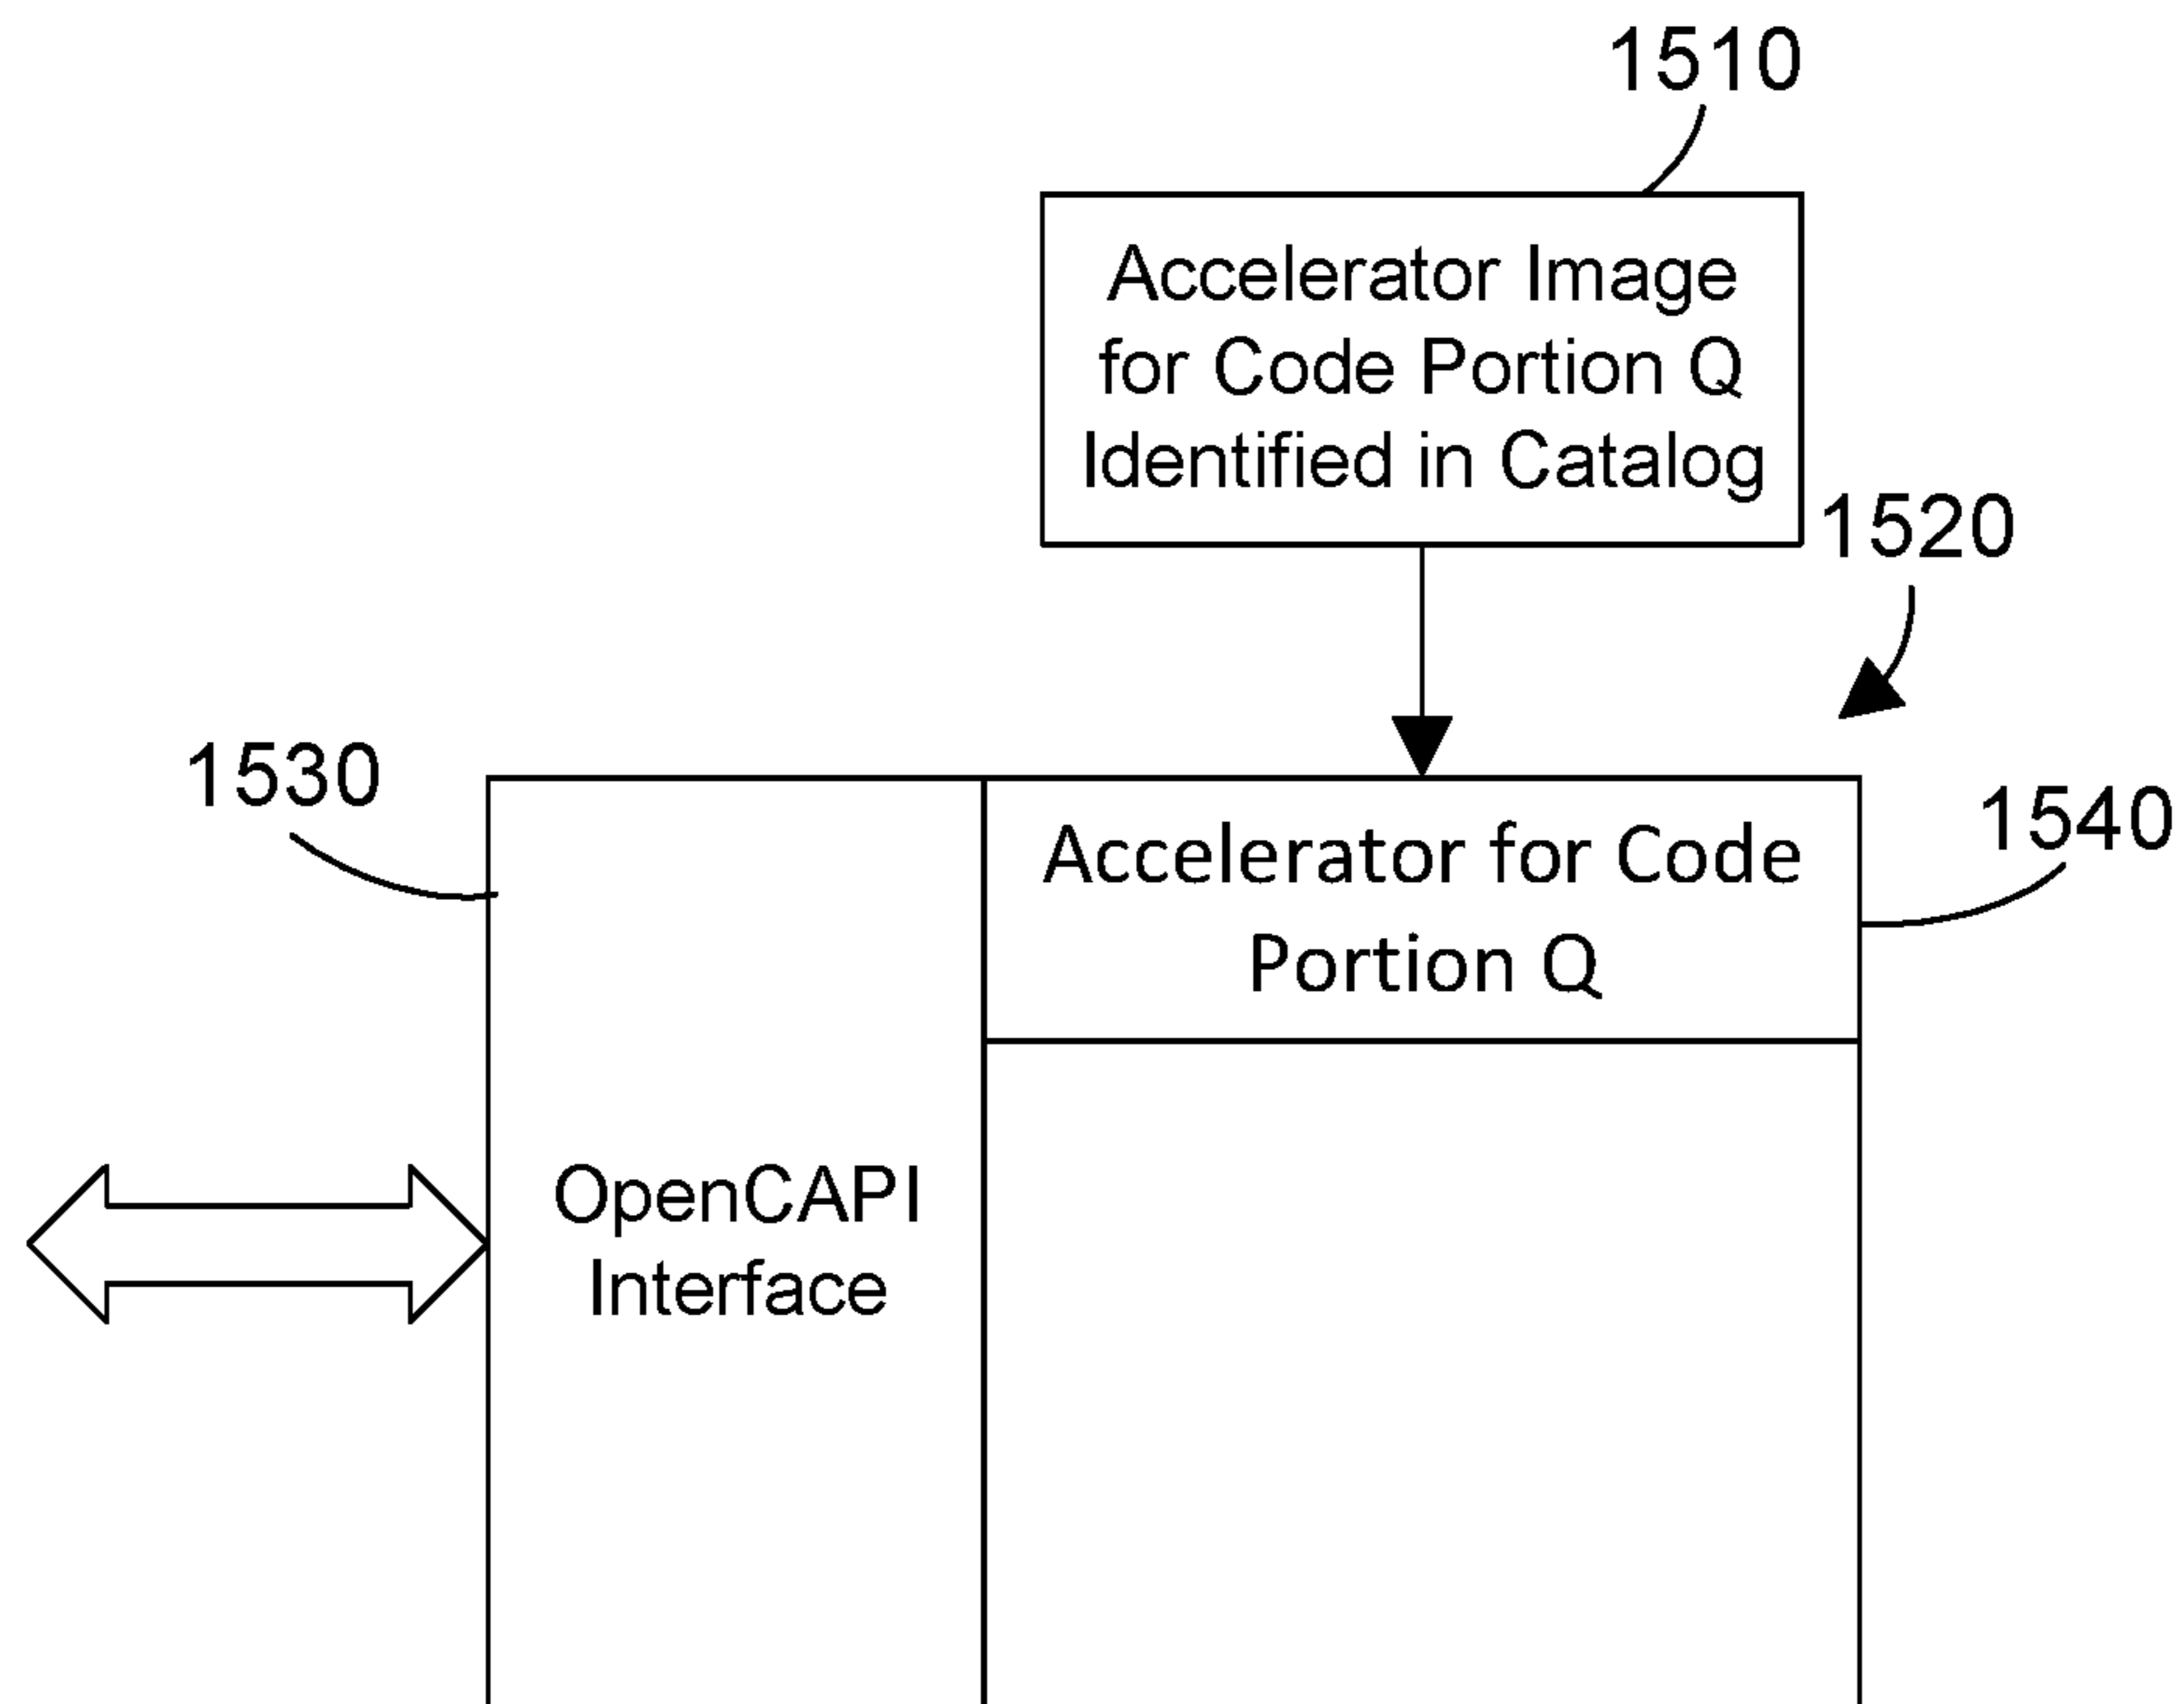 1510
Accelerator Image
for Code Portion Q
Identified in Catalog
1520
1530
1540
Accelerator for Code
Portion Q
OpenCAPI
Interface